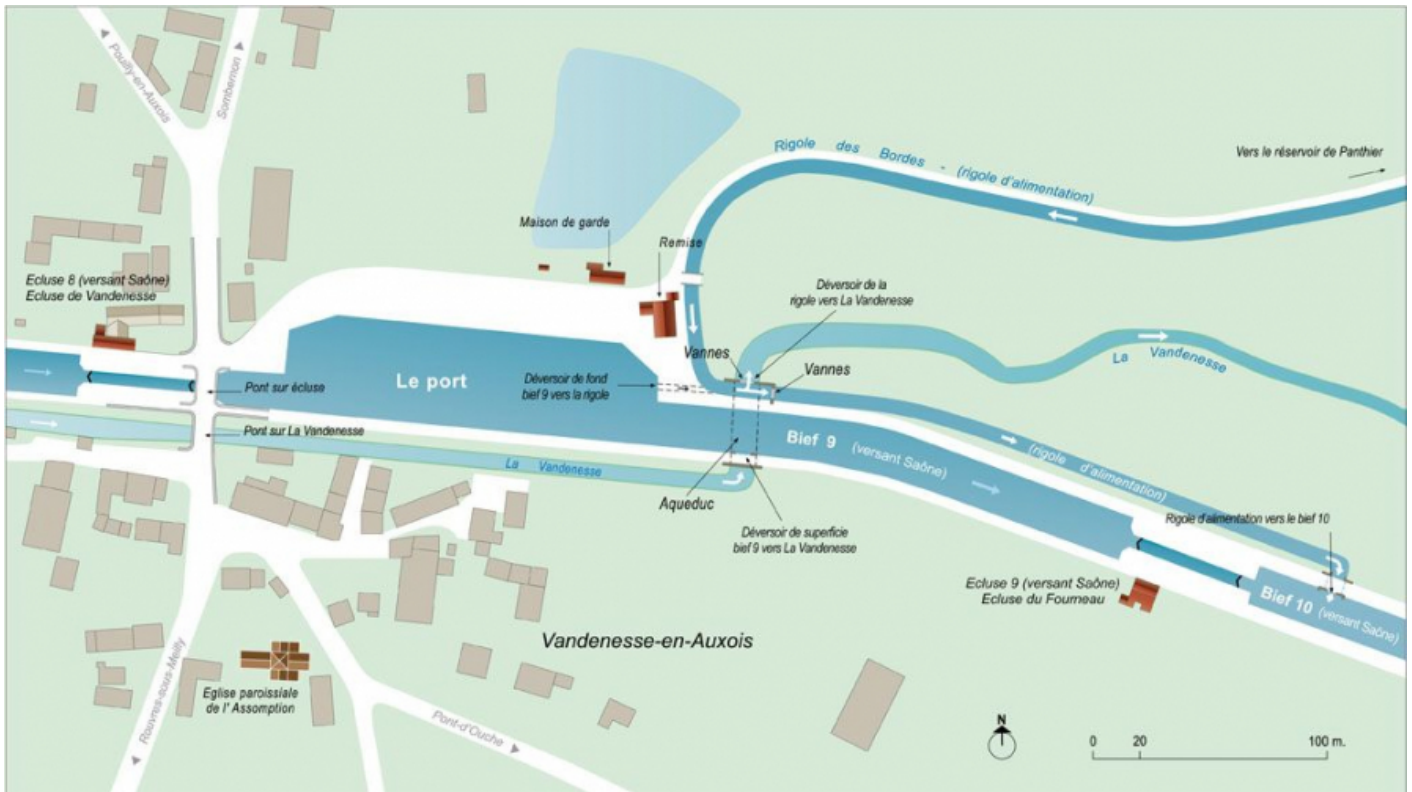 Pouilly-en-Auxois
Sombernon
Rigole des Bordes - (rigole d'alimentation)
Vers le réservoir de Panthier
Maison de garde
Remise
Ecluse 8 (versant Saône)
Ecluse de Vandenesse
Déversoir de la
rigole vers La Vandenesse
Vannes
Vannes
La Vandenesse
Le port
Déversoir de fond
bief 9 vers la rigole
Pont sur écluse
Pont sur La Vandenesse
Bief 9 (versant Saône)
(rigole d'alimentation)
La Vandenesse
Aqueduc
Déversoir de superficie
bief 9 vers La Vandenesse
Rigole d'alimentation vers le bief 10
Ecluse 9 (versant Saône)
Ecluse du Fourneau
Bief 10 (versant Saône)
Vandenesse-en-Auxois
Rouvres-sous-Meilly
Eglise paroissiale
de l' Assomption
Pont-d'Ouche
N
0 20 100 m.